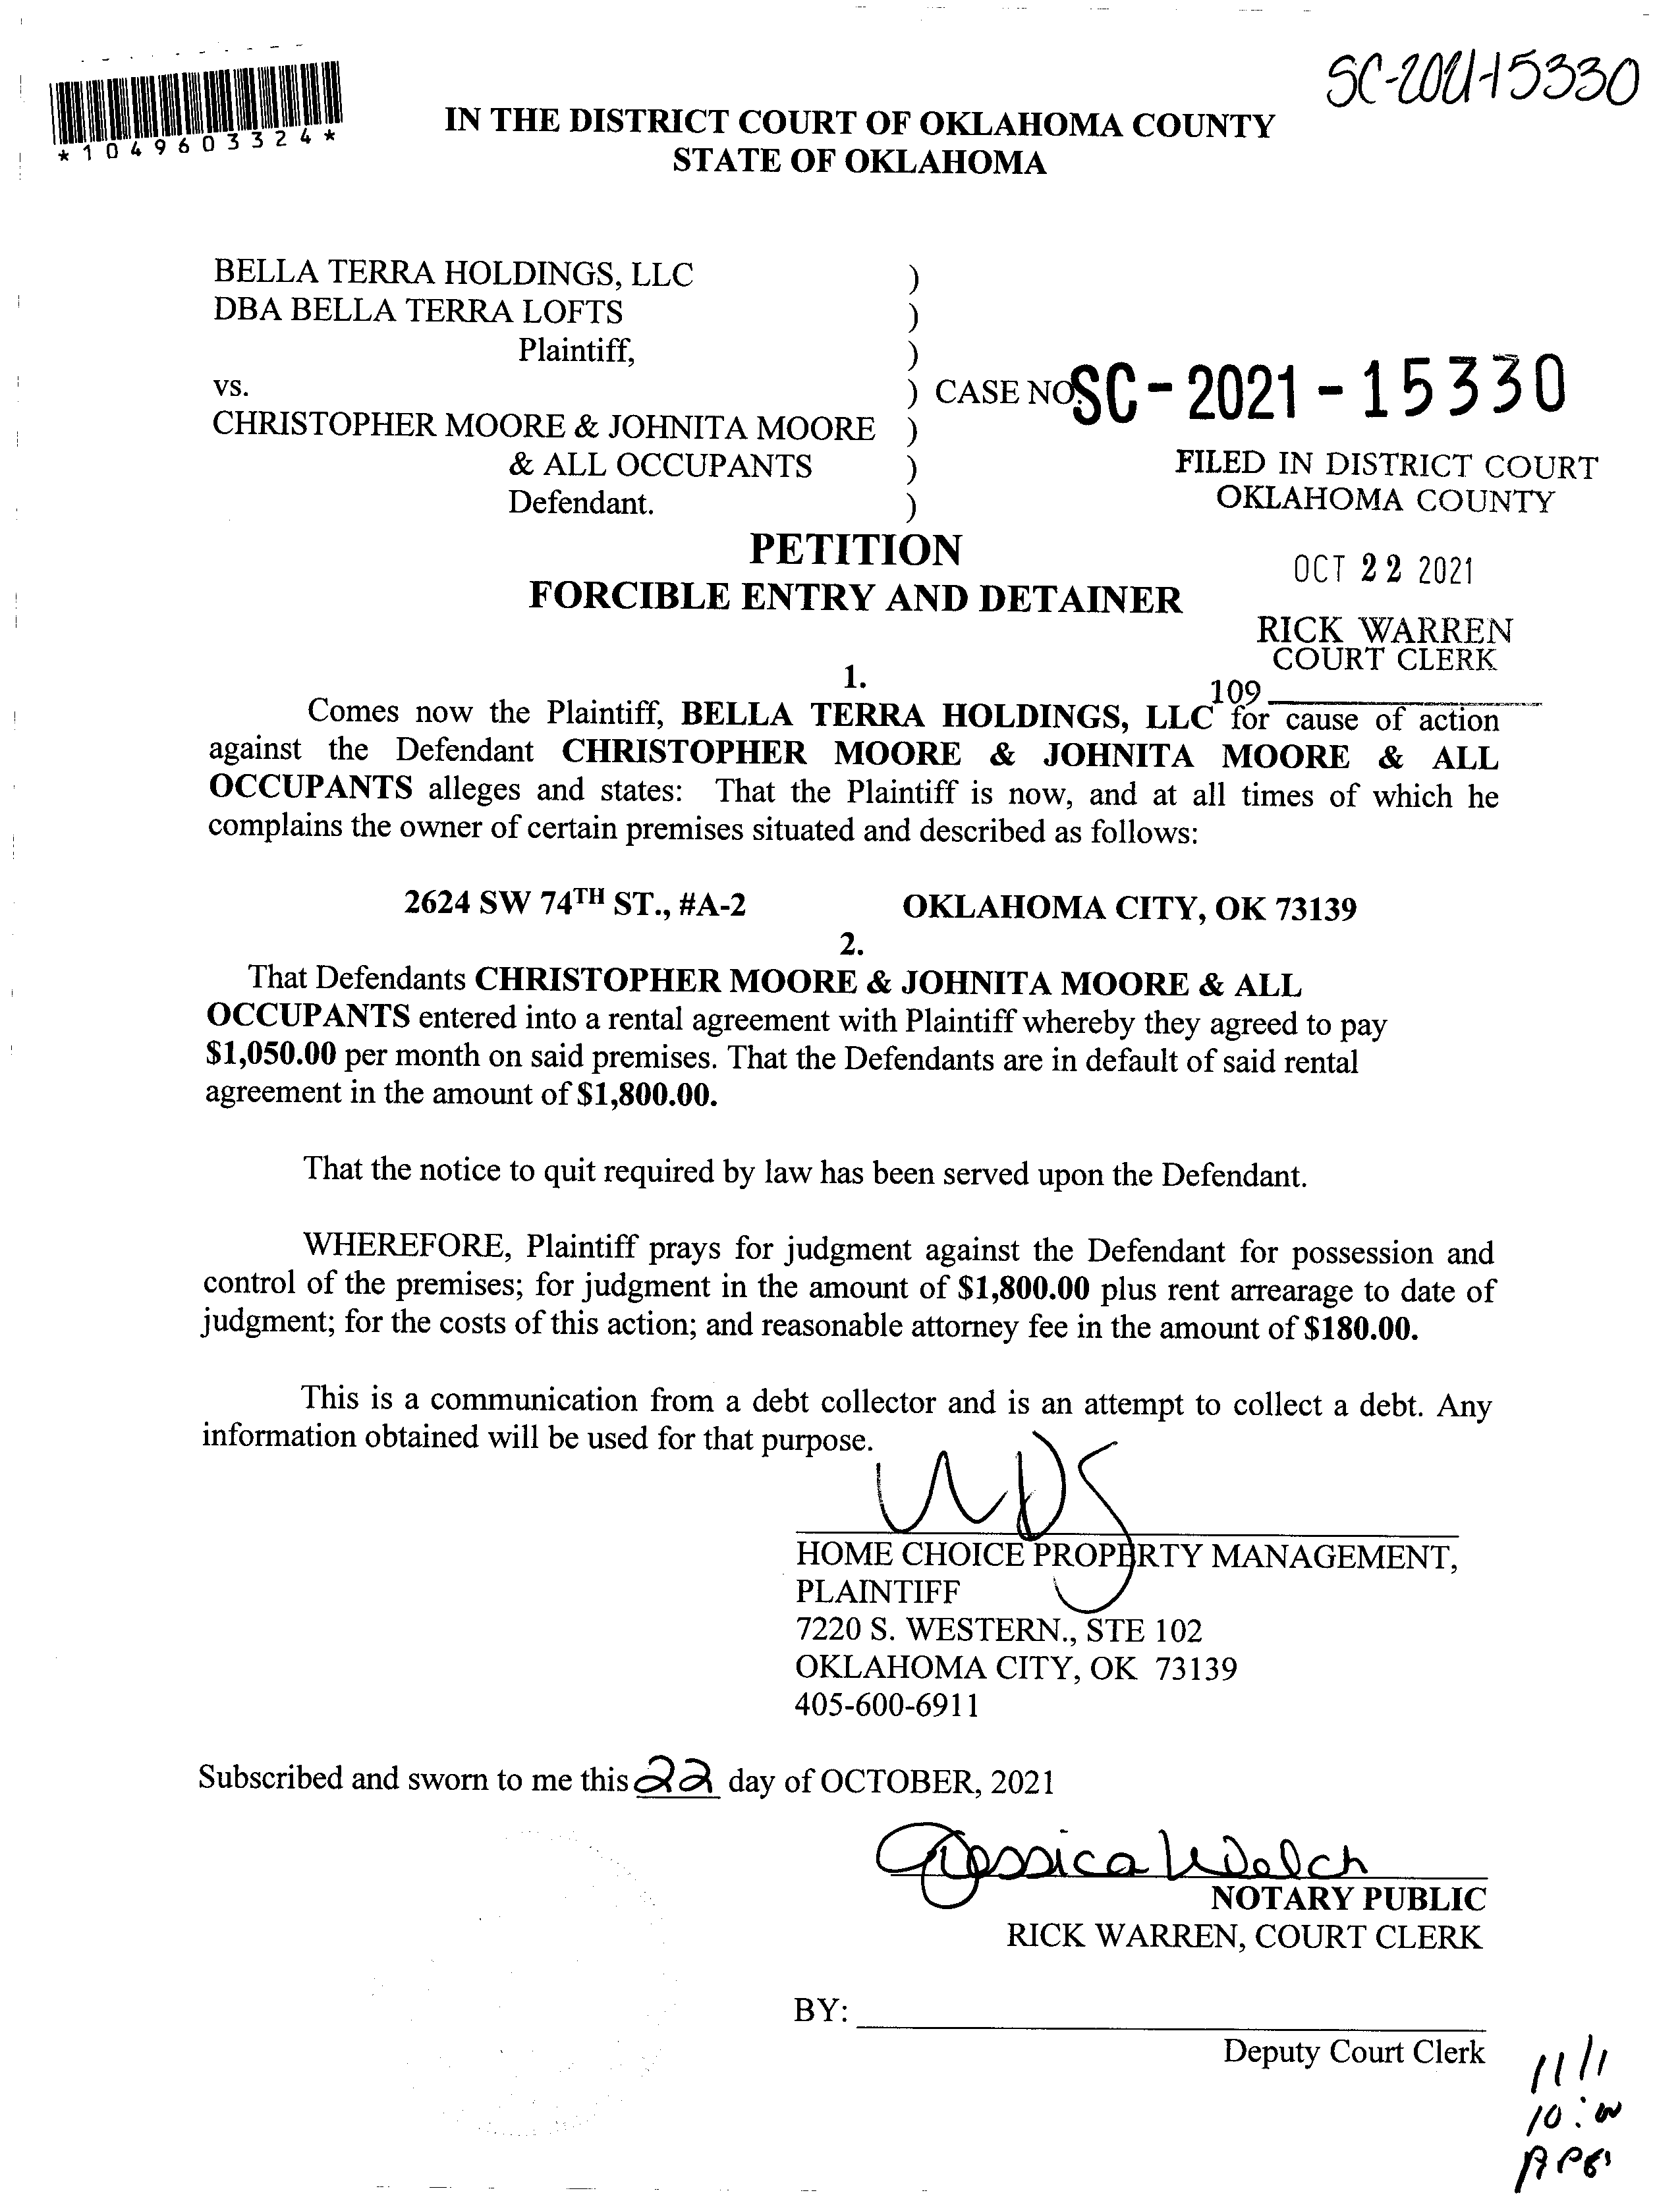 SC-2021-15330
*1049603324*
IN THE DISTRICT COURT OF OKLAHOMA COUNTY
STATE OF OKLAHOMA
BELLA TERRA HOLDINGS, LLC )
DBA BELLA TERRA LOFTS )
Plaintiff, )
vs. ) CASE NO. SC-2021-15330
CHRISTOPHER MOORE & JOHNITA MOORE )
& ALL OCCUPANTS )
Defendant. )
FILED IN DISTRICT COURT
OKLAHOMA COUNTY
OCT 22 2021
RICK WARREN
COURT CLERK
109
PETITION
FORCIBLE ENTRY AND DETAINER
1.
Comes now the Plaintiff, BELLA TERRA HOLDINGS, LLC for cause of action
against the Defendant CHRISTOPHER MOORE & JOHNITA MOORE & ALL
OCCUPANTS alleges and states: That the Plaintiff is now, and at all times of which he
complains the owner of certain premises situated and described as follows:
2624 SW 74TH ST., #A-2 OKLAHOMA CITY, OK 73139
2.
That Defendants CHRISTOPHER MOORE & JOHNITA MOORE & ALL
OCCUPANTS entered into a rental agreement with Plaintiff whereby they agreed to pay
$1,050.00 per month on said premises. That the Defendants are in default of said rental
agreement in the amount of $1,800.00.
That the notice to quit required by law has been served upon the Defendant.
WHEREFORE, Plaintiff prays for judgment against the Defendant for possession and
control of the premises; for judgment in the amount of $1,800.00 plus rent arrearage to date of
judgment; for the costs of this action; and reasonable attorney fee in the amount of $180.00.
This is a communication from a debt collector and is an attempt to collect a debt. Any
information obtained will be used for that purpose.
HOME CHOICE PROPERTY MANAGEMENT,
PLAINTIFF
7220 S. WESTERN., STE 102
OKLAHOMA CITY, OK 73139
405-600-6911
Subscribed and sworn to me this 22 day of OCTOBER, 2021
Jessica Welch
NOTARY PUBLIC
RICK WARREN, COURT CLERK
BY:
Deputy Court Clerk
11/1
10:00